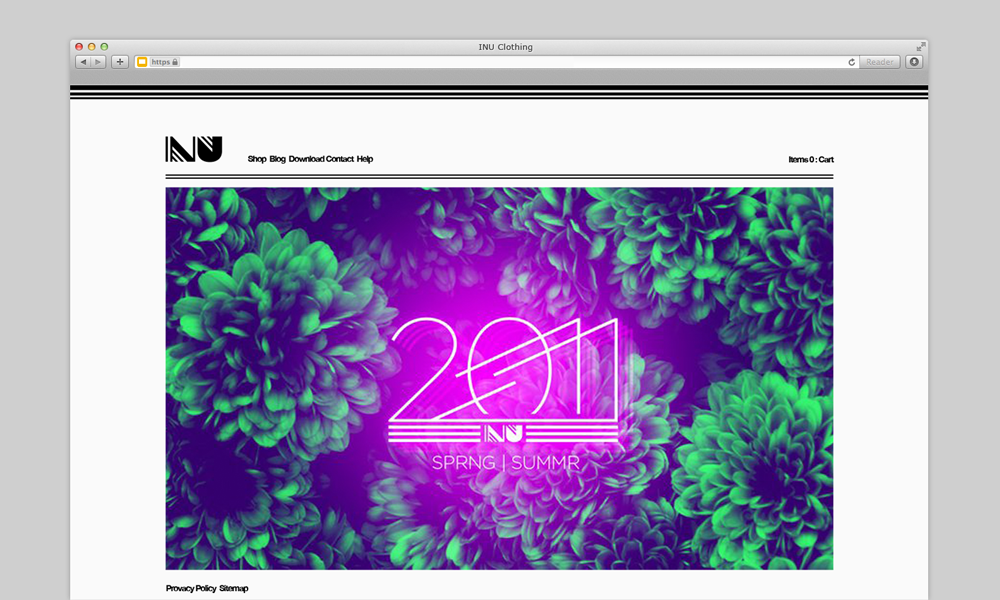 INU Clothing
https
Reader
INU
Shop Blog Download Contact Help
Items 0 : Cart
2011
INU
SPRNG | SUMMR
Provacy Policy Sitemap